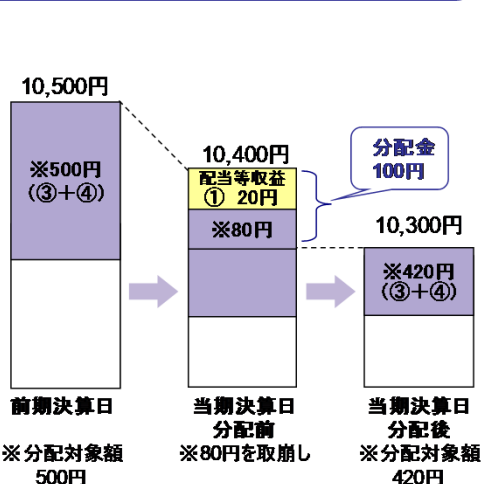 10,500円
※500円
(③+④)
10,400円
配当等収益
① 20円
※80円
分配金
100円
10,300円
※420円
(③+④)
前期決算日
※分配対象額
500円
当期決算日
分配前
※80円を取崩し
当期決算日
分配後
※分配対象額
420円